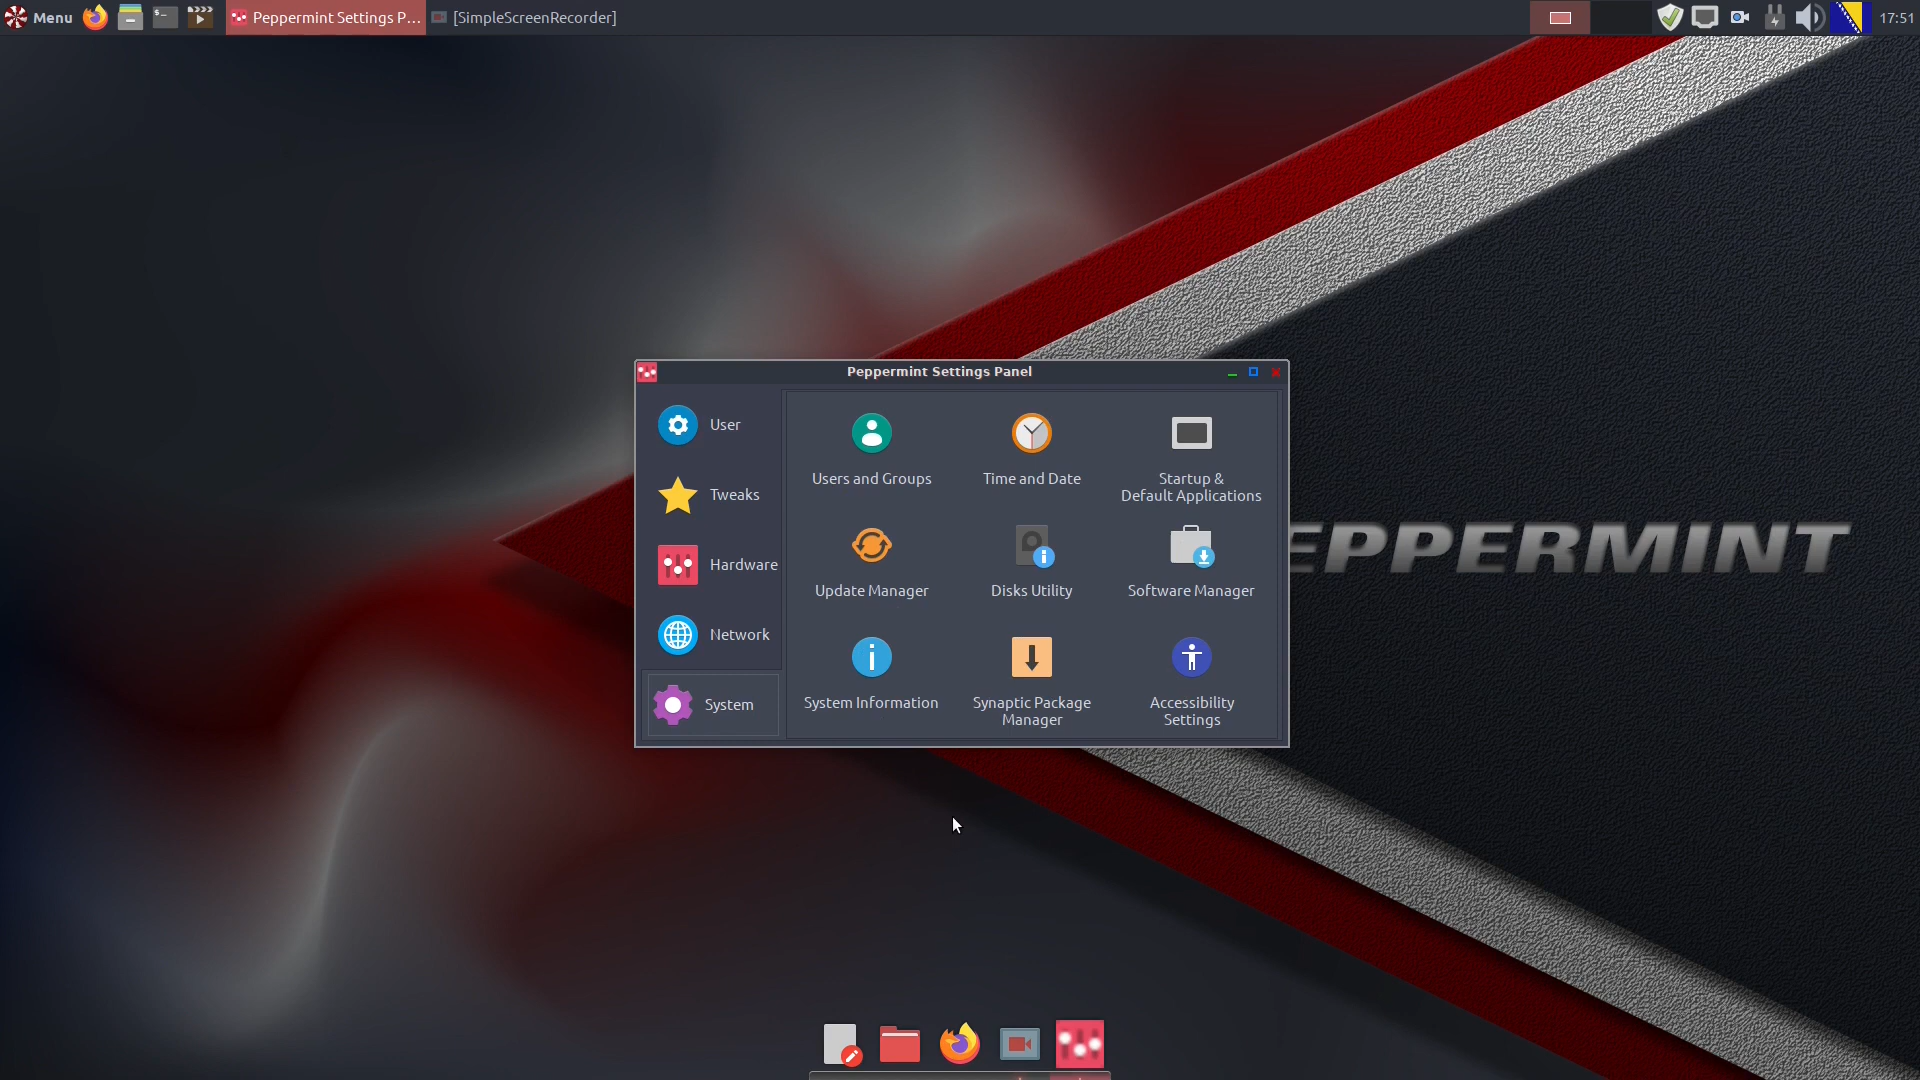 Menu
Peppermint Settings P...
[SimpleScreenRecorder]
17:51
Peppermint Settings Panel
User
Tweaks
Hardware
Network
System
Users and Groups
Time and Date
Startup &
Default Applications
Update Manager
Disks Utility
Software Manager
System Information
Synaptic Package
Manager
Accessibility
Settings
EPPERMINT